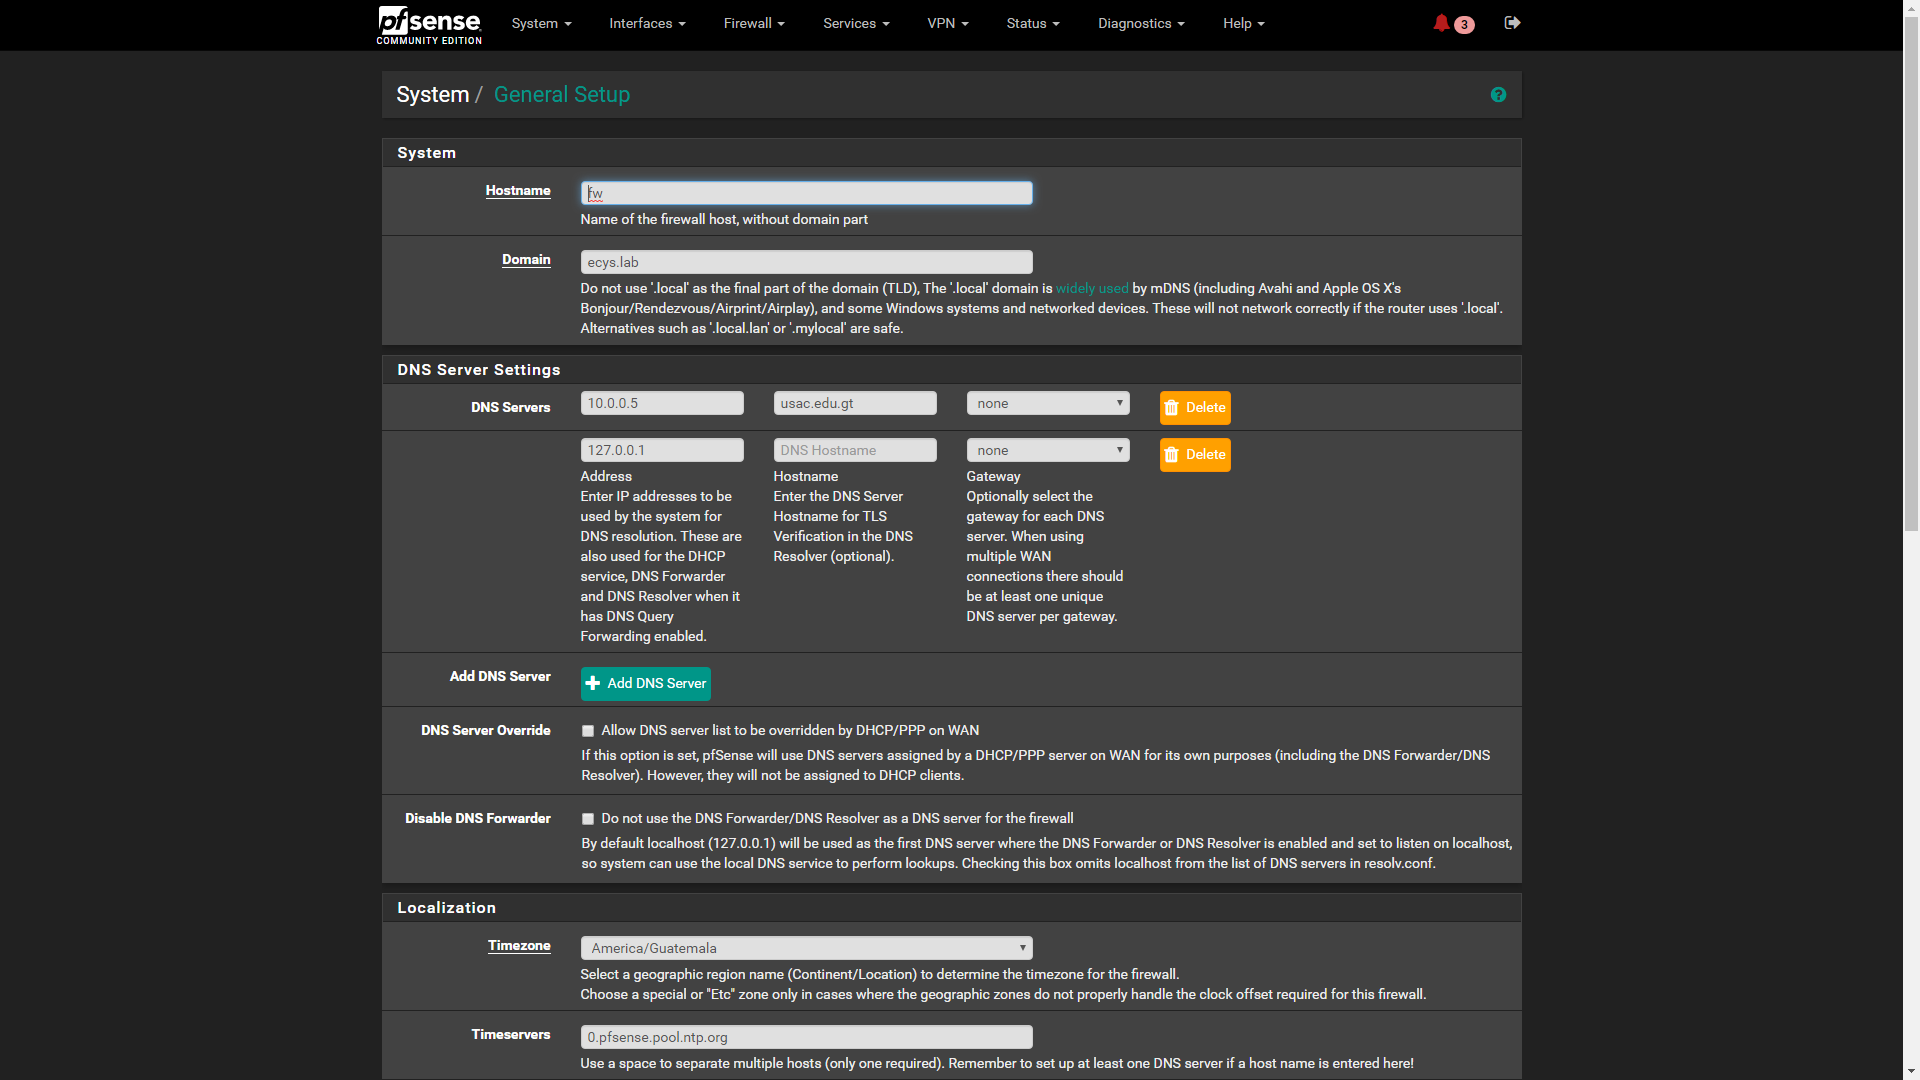 pfsense
COMMUNITY EDITION
System
Interfaces
Firewall
Services
VPN
Status
Diagnostics
Help
3
System / General Setup
System
Hostname
fw
Name of the firewall host, without domain part
Domain
ecys.lab
Do not use '.local' as the final part of the domain (TLD), The '.local' domain is widely used by mDNS (including Avahi and Apple OS X's
Bonjour/Rendezvous/Airprint/Airplay), and some Windows systems and networked devices. These will not network correctly if the router uses '.local'.
Alternatives such as '.local.lan' or '.mylocal' are safe.
DNS Server Settings
DNS Servers
10.0.0.5
usac.edu.gt
none
Delete
127.0.0.1
DNS Hostname
none
Delete
Address
Enter IP addresses to be
used by the system for
DNS resolution. These are
also used for the DHCP
service, DNS Forwarder
and DNS Resolver when it
has DNS Query
Forwarding enabled.
Hostname
Enter the DNS Server
Hostname for TLS
Verification in the DNS
Resolver (optional).
Gateway
Optionally select the
gateway for each DNS
server. When using
multiple WAN
connections there should
be at least one unique
DNS server per gateway.
Add DNS Server
Add DNS Server
DNS Server Override
Allow DNS server list to be overridden by DHCP/PPP on WAN
If this option is set, pfSense will use DNS servers assigned by a DHCP/PPP server on WAN for its own purposes (including the DNS Forwarder/DNS
Resolver). However, they will not be assigned to DHCP clients.
Disable DNS Forwarder
Do not use the DNS Forwarder/DNS Resolver as a DNS server for the firewall
By default localhost (127.0.0.1) will be used as the first DNS server where the DNS Forwarder or DNS Resolver is enabled and set to listen on localhost,
so system can use the local DNS service to perform lookups. Checking this box omits localhost from the list of DNS servers in resolv.conf.
Localization
Timezone
America/Guatemala
Select a geographic region name (Continent/Location) to determine the timezone for the firewall.
Choose a special or "Etc" zone only in cases where the geographic zones do not properly handle the clock offset required for this firewall.
Timeservers
0.pfsense.pool.ntp.org
Use a space to separate multiple hosts (only one required). Remember to set up at least one DNS server if a host name is entered here!